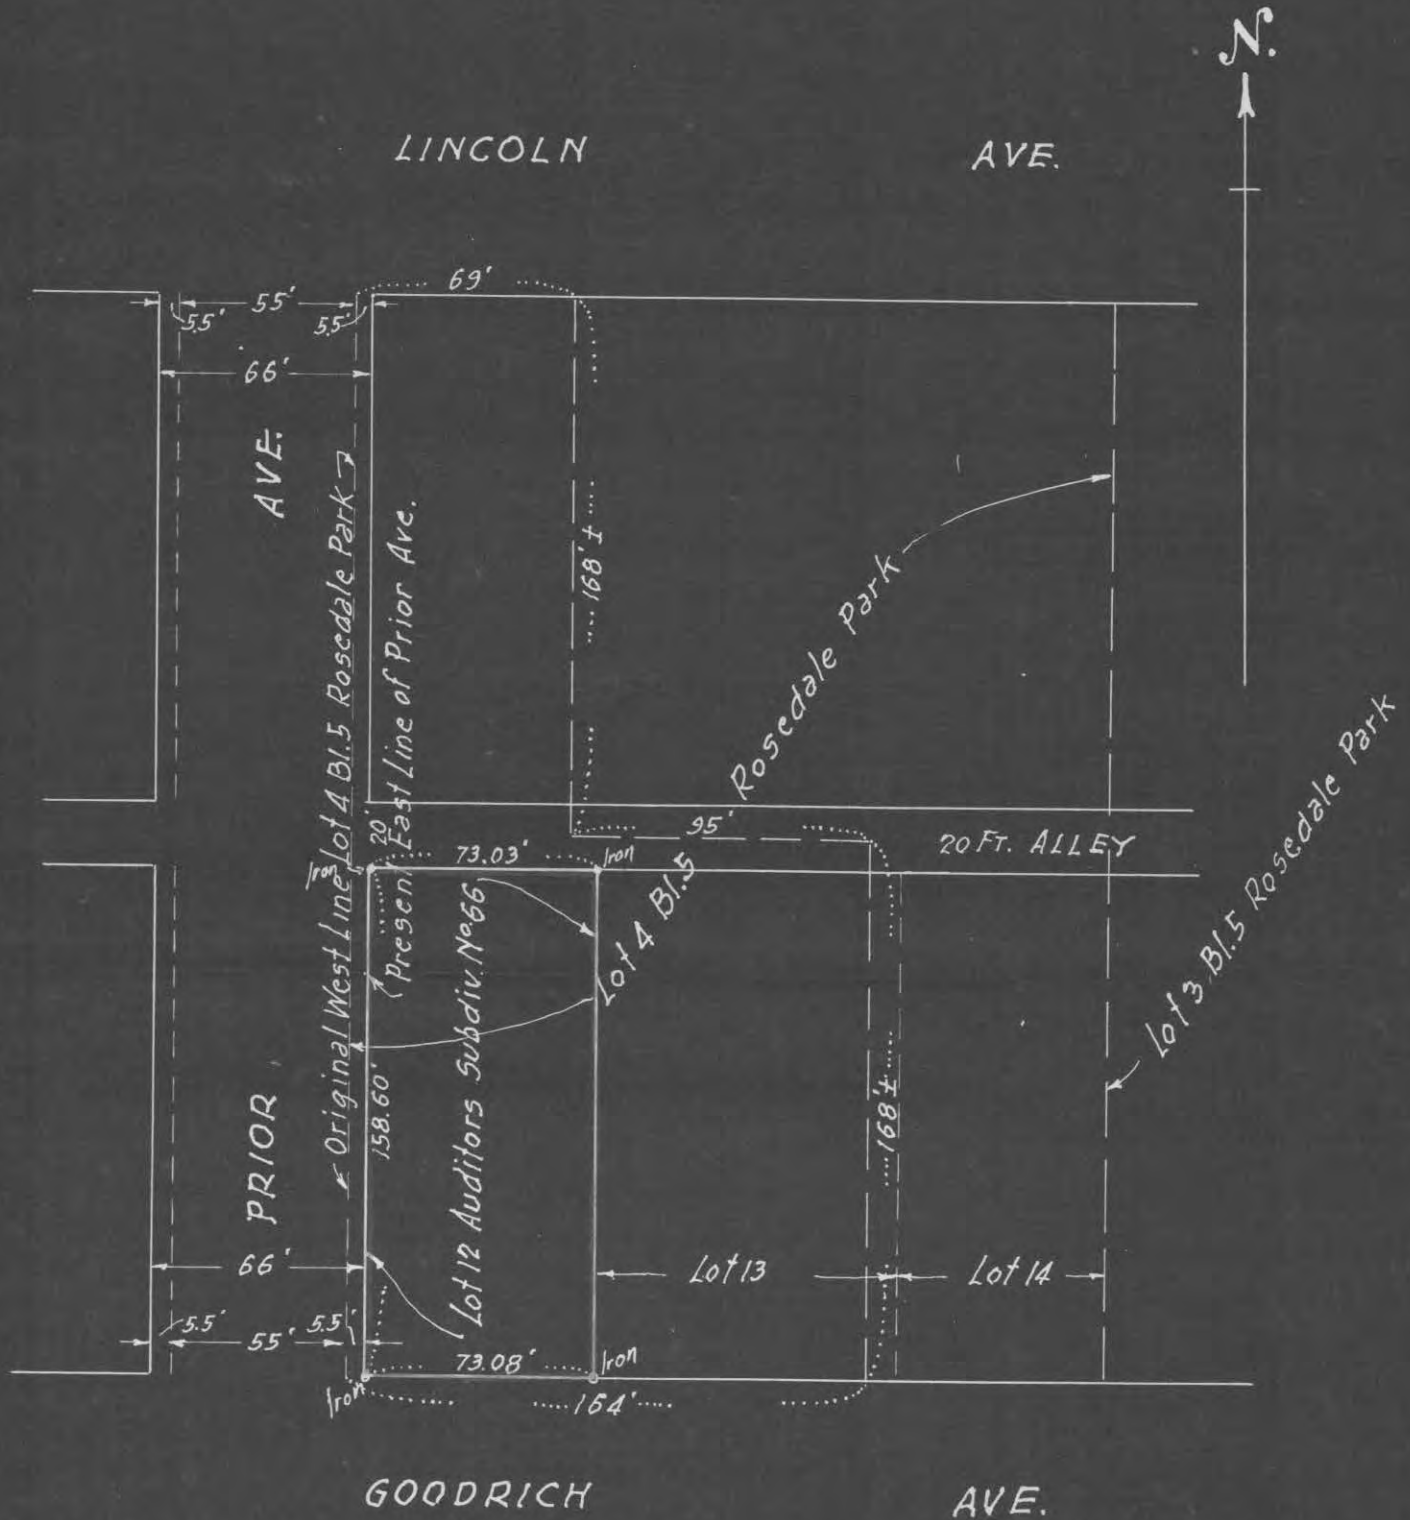 N.
LINCOLN AVE.
69'
55'
5.5'
5.5'
66'
PRIOR AVE.
Original West Line Lot 4 Bl.5 Rosedale Park
Present East Line of Prior Ave.
168'±
Lot 4 Bl.5 Rosedale Park
Lot 3 Bl.5 Rosedale Park
95'
20 FT. ALLEY
20
73.03'
Iron
Iron
158.60'
Lot 12 Auditors Subdiv. No. 66
168'±
Lot 13
Lot 14
66'
5.5'
55'
5.5'
73.08'
Iron
Iron
164'
GOODRICH AVE.